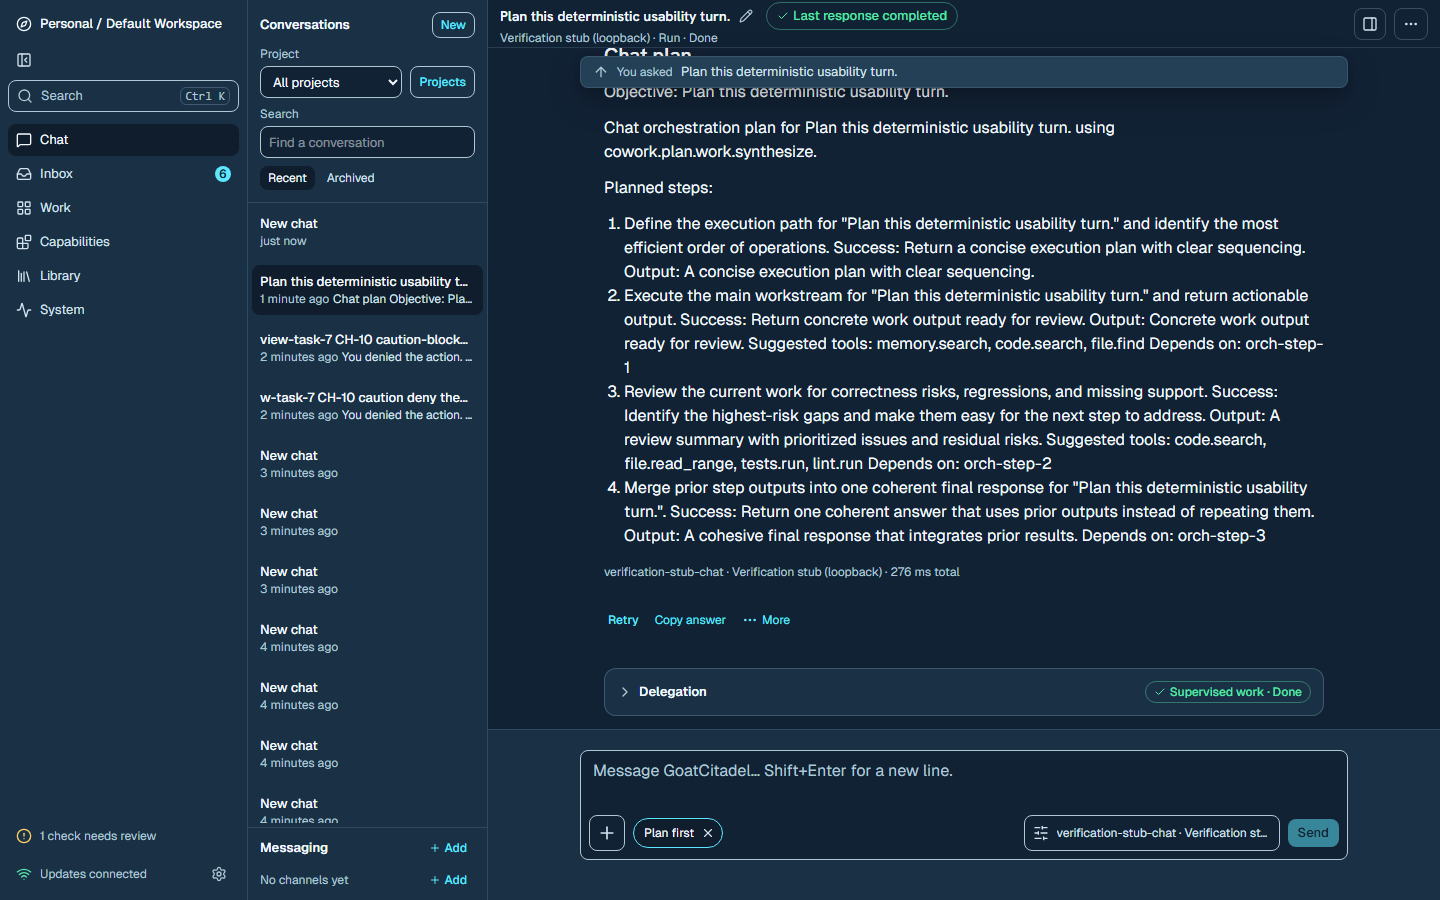 Personal / Default Workspace
Search
Ctrl K
Chat
Inbox
6
Work
Capabilities
Library
System
1 check needs review
Updates connected
Conversations
New
Project
All projects
Projects
Search
Find a conversation
Recent
Archived
New chat
just now
Plan this deterministic usability t...
1 minute ago Chat plan Objective: Pla...
view-task-7 CH-10 caution-block...
2 minutes ago You denied the action. ...
w-task-7 CH-10 caution deny the...
2 minutes ago You denied the action. ...
New chat
3 minutes ago
New chat
3 minutes ago
New chat
3 minutes ago
New chat
4 minutes ago
New chat
4 minutes ago
New chat
4 minutes ago
New chat
4 minutes ago
Messaging
+ Add
No channels yet
+ Add
Plan this deterministic usability turn.
Last response completed
Verification stub (loopback) · Run · Done
Chat plan
You asked Plan this deterministic usability turn.
Objective: Plan this deterministic usability turn.
Chat orchestration plan for Plan this deterministic usability turn. using
cowork.plan.work.synthesize.
Planned steps:
1. Define the execution path for "Plan this deterministic usability turn." and identify the most
efficient order of operations. Success: Return a concise execution plan with clear sequencing.
Output: A concise execution plan with clear sequencing.
2. Execute the main workstream for "Plan this deterministic usability turn." and return actionable
output. Success: Return concrete work output ready for review. Output: Concrete work output
ready for review. Suggested tools: memory.search, code.search, file.find Depends on: orch-step-
1
3. Review the current work for correctness risks, regressions, and missing support. Success:
Identify the highest-risk gaps and make them easy for the next step to address. Output: A
review summary with prioritized issues and residual risks. Suggested tools: code.search,
file.read_range, tests.run, lint.run Depends on: orch-step-2
4. Merge prior step outputs into one coherent final response for "Plan this deterministic usability
turn.". Success: Return one coherent answer that uses prior outputs instead of repeating them.
Output: A cohesive final response that integrates prior results. Depends on: orch-step-3
verification-stub-chat · Verification stub (loopback) · 276 ms total
Retry
Copy answer
··· More
Delegation
Supervised work · Done
Message GoatCitadel... Shift+Enter for a new line.
Plan first
verification-stub-chat · Verification st...
Send